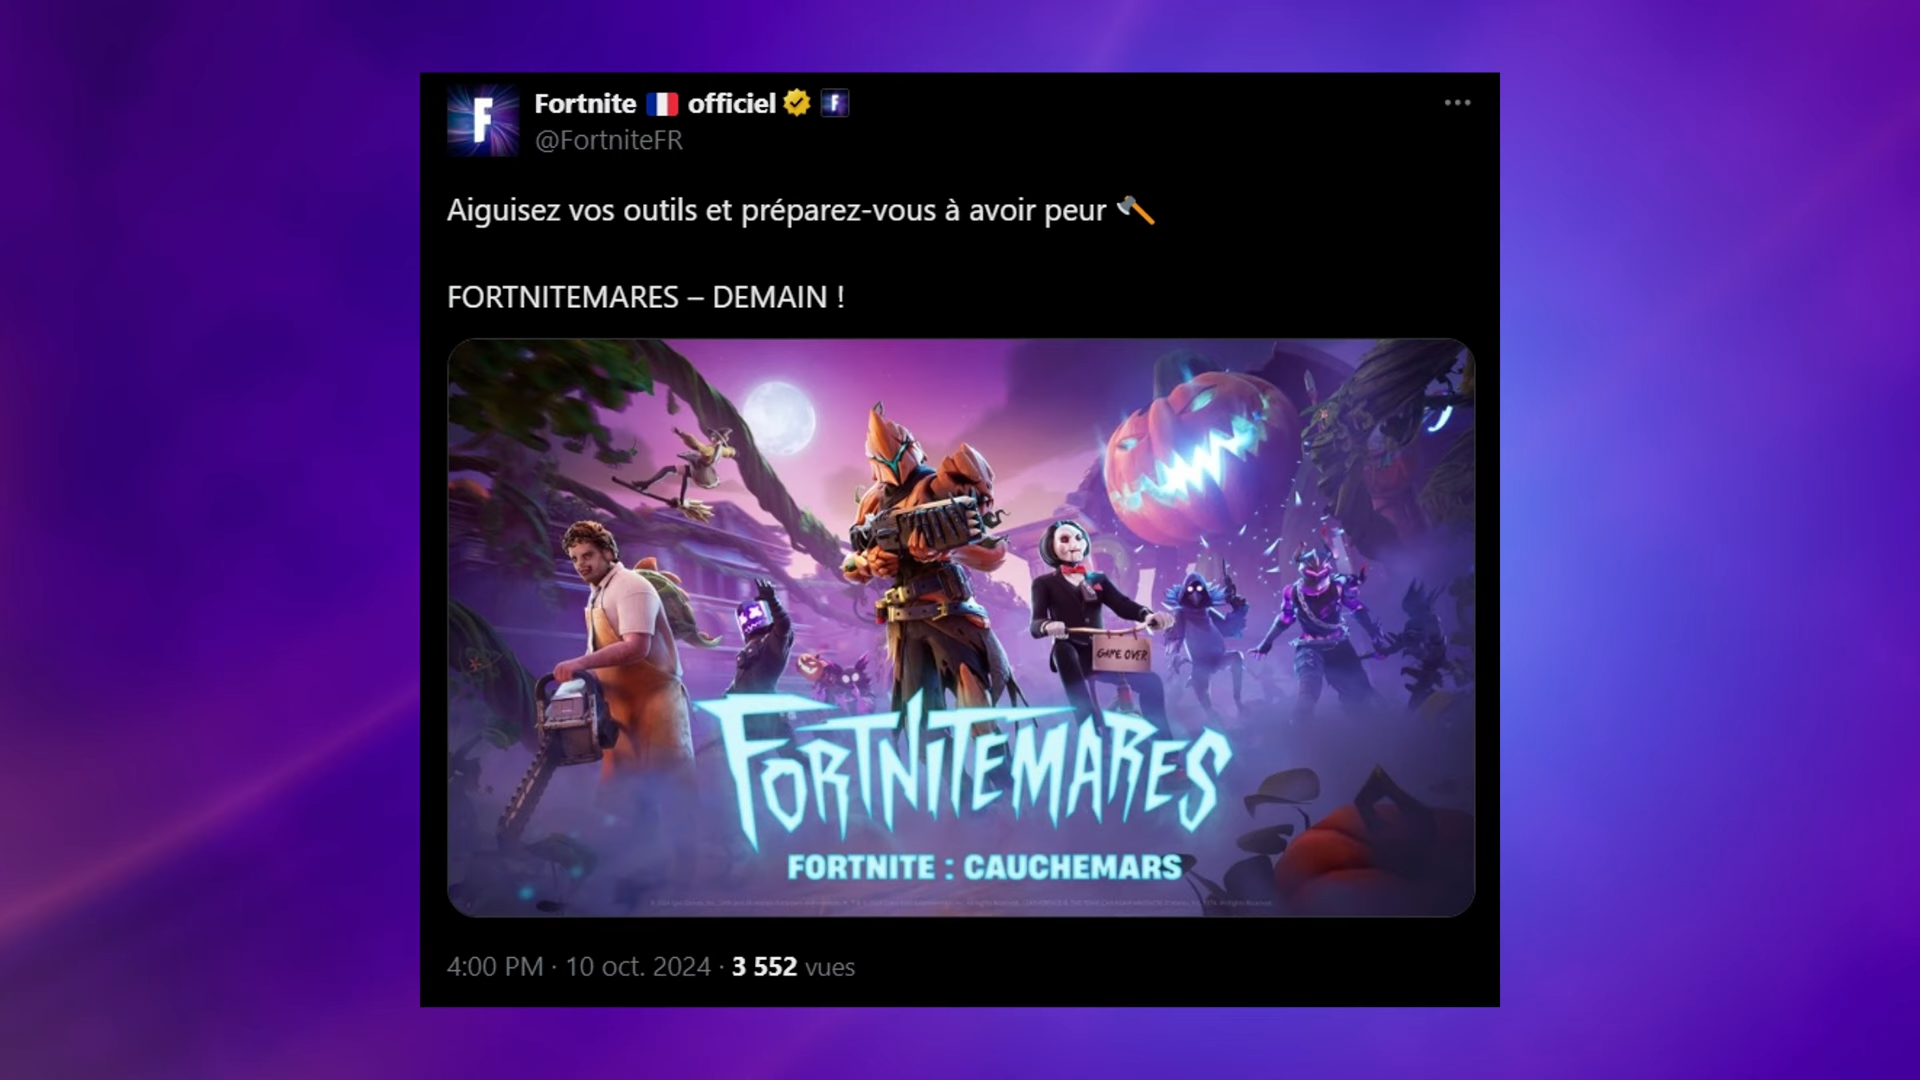 Fortnite 🇫🇷 officiel
@FortniteFR
Aiguisez vos outils et préparez-vous à avoir peur 🪓
FORTNITEMARES – DEMAIN !
GAME OVER
FORTNITEMARES
FORTNITE : CAUCHEMARS
4:00 PM · 10 oct. 2024 · 3 552 vues